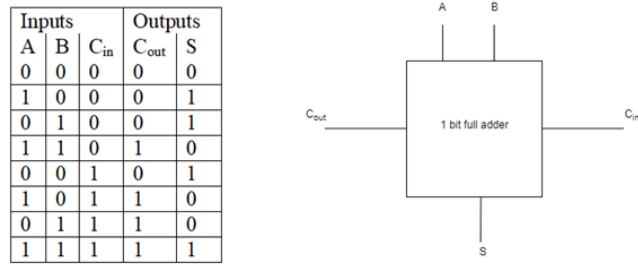 Inputs Outputs
A B Cin Cout S
0 0 0 0 0
1 0 0 0 1
0 1 0 0 1
1 1 0 1 0
0 0 1 0 1
1 0 1 1 0
0 1 1 1 0
1 1 1 1 1
A B
Cout 1 bit full adder Cin
S